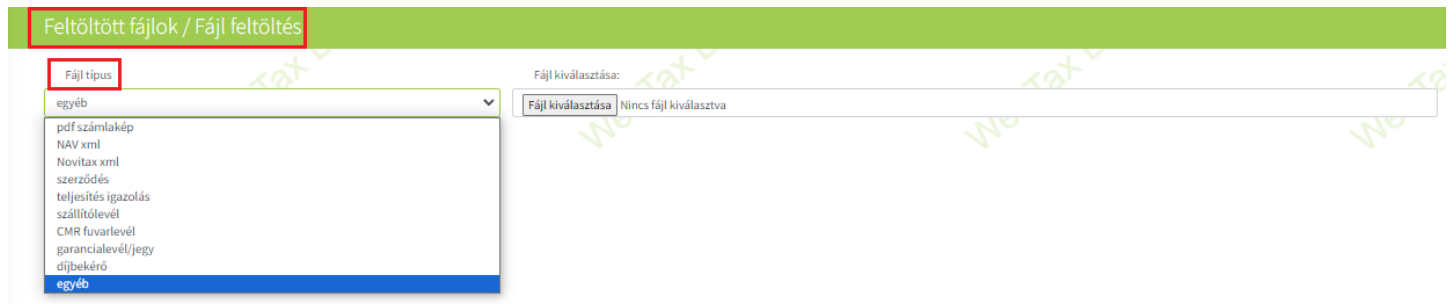 Feltöltött fájlok / Fájl feltöltés
Fájl típus
Fájl kiválasztása:
egyéb
Fájl kiválasztása Nincs fájl kiválasztva
pdf számlakép
NAV xml
Novitax xml
szerződés
teljesítés igazolás
szállítólevél
CMR fuvarlevél
garancialevél/jegy
díjbekérő
egyéb